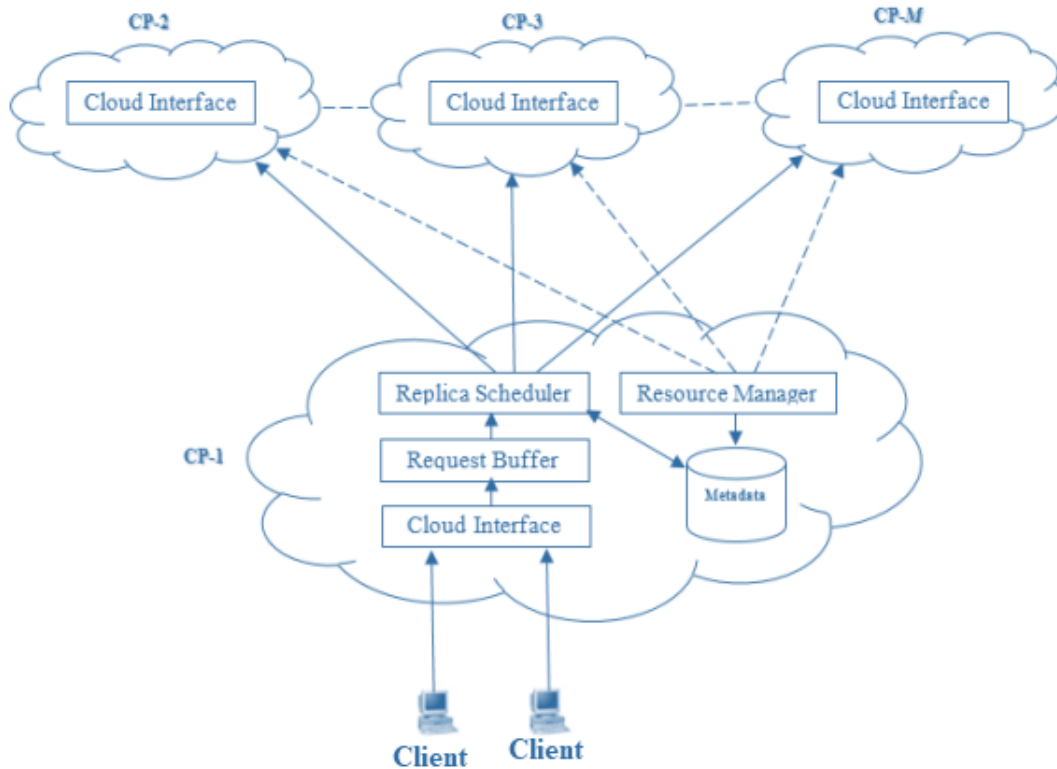 CP-2
CP-3
CP-M
Cloud Interface
Cloud Interface
Cloud Interface
Replica Scheduler
Resource Manager
CP-1
Request Buffer
Metadata
Cloud Interface
Client
Client